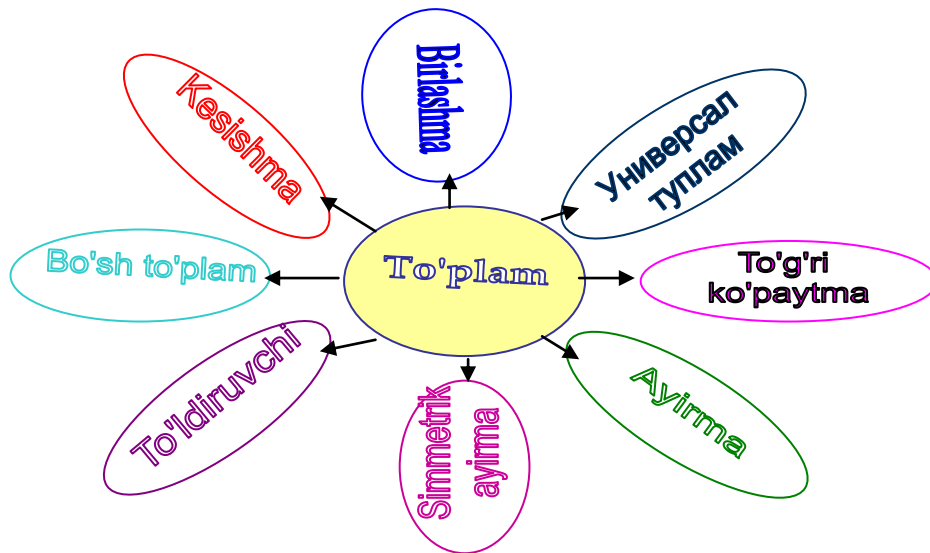 Birlashma
Kesishma
Универсал
туплам
Bo'sh to'plam
To'plam
To'g'ri
ko'paytma
To'ldiruvchi
Simmetrik
ayirma
Ayirma